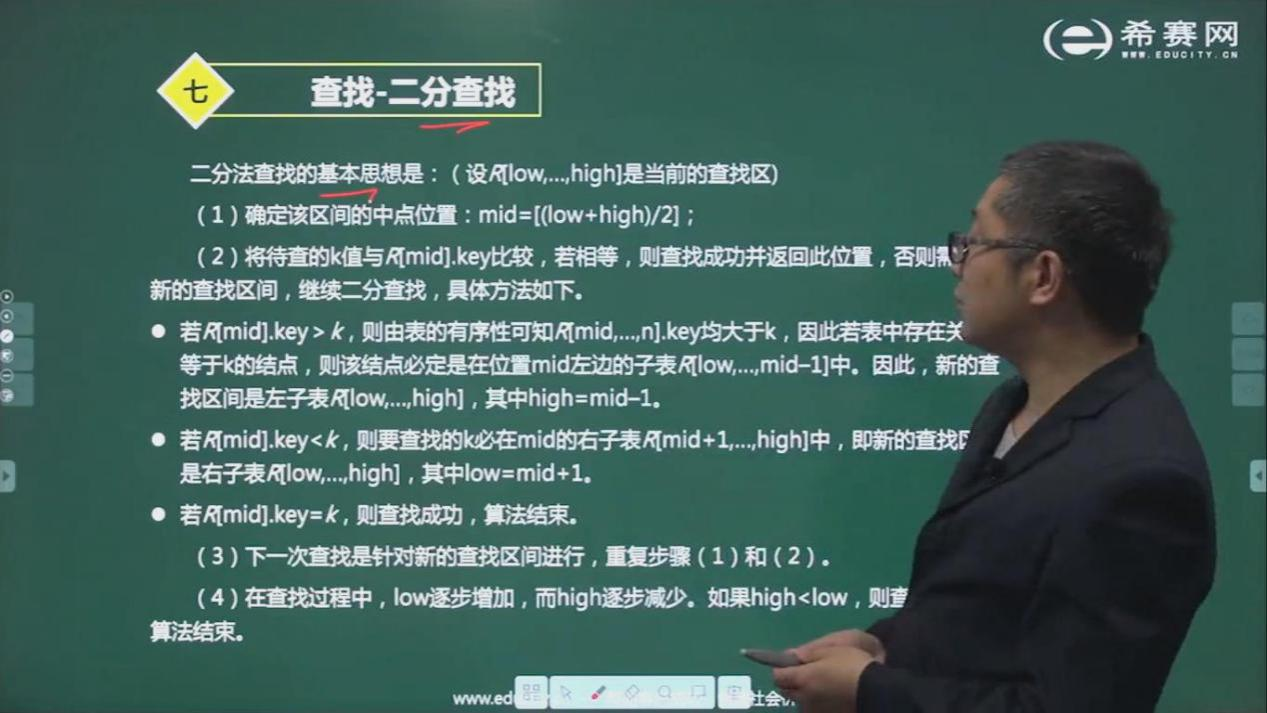 希赛网
WWW.EDUCITY.CN
七
查找-二分查找
二分法查找的基本思想是：（设R[low,...,high]是当前的查找区)
（1）确定该区间的中点位置：mid=[(low+high)/2]；
（2）将待查的k值与R[mid].key比较，若相等，则查找成功并返回此位置，否则
新的查找区间，继续二分查找，具体方法如下。
● 若R[mid].key＞k，则由表的有序性可知R[mid,...,n].key均大于k，因此若表中存在关
等于k的结点，则该结点必定是在位置mid左边的子表R[low,...,mid–1]中。因此，新的查
找区间是左子表R[low,...,high]，其中high=mid–1。
● 若R[mid].key<k，则要查找的k必在mid的右子表R[mid+1,...,high]中，即新的查找区
是右子表R[low,...,high]，其中low=mid+1。
● 若R[mid].key=k，则查找成功，算法结束。
（3）下一次查找是针对新的查找区间进行，重复步骤（1）和（2）。
（4）在查找过程中，low逐步增加，而high逐步减少。如果high<low，则查
算法结束。
www.edu